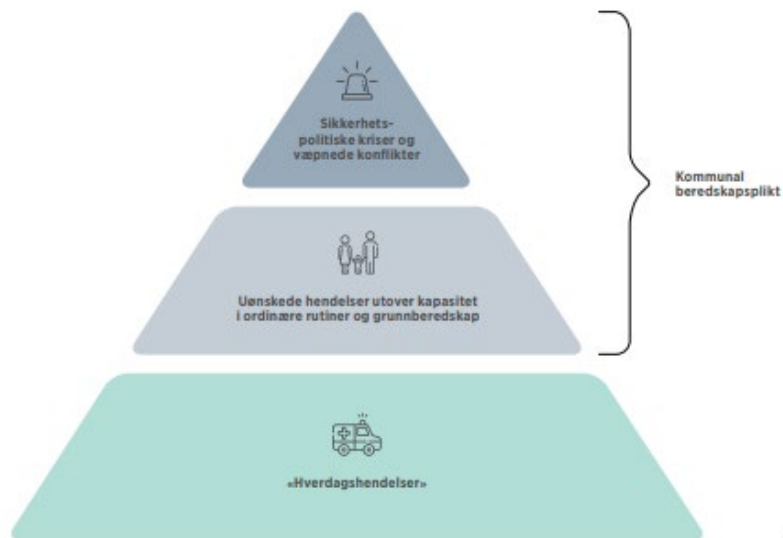 Sikkerhets-
politiske kriser og
væpnede konflikter
Kommunal
beredskapsplikt
Uønskede hendelser utover kapasitet
i ordinære rutiner og grunnberedskap
«Hverdagshendelser»